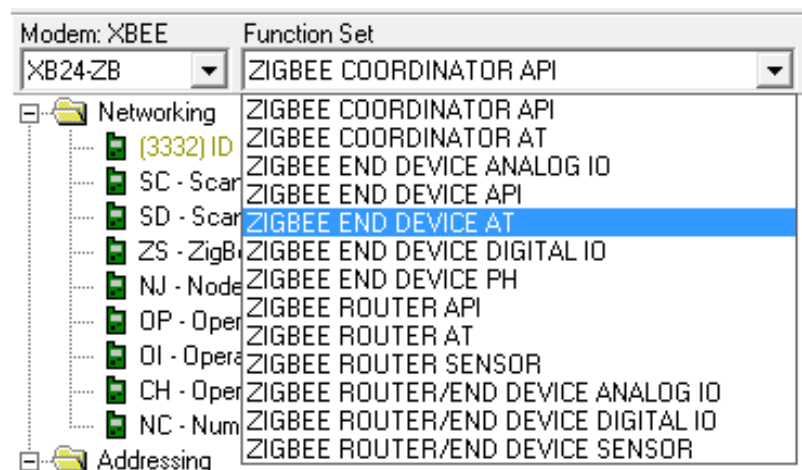 Modem: XBEE
Function Set
XB24-ZB
ZIGBEE COORDINATOR API
Networking
(3332) ID
SC - Scan
SD - Scan
ZS - ZigB
NJ - Node
OP - Oper
OI - Opera
CH - Oper
NC - Num
Addressing
ZIGBEE COORDINATOR API
ZIGBEE COORDINATOR AT
ZIGBEE END DEVICE ANALOG IO
ZIGBEE END DEVICE API
ZIGBEE END DEVICE AT
ZIGBEE END DEVICE DIGITAL IO
ZIGBEE END DEVICE PH
ZIGBEE ROUTER API
ZIGBEE ROUTER AT
ZIGBEE ROUTER SENSOR
ZIGBEE ROUTER/END DEVICE ANALOG IO
ZIGBEE ROUTER/END DEVICE DIGITAL IO
ZIGBEE ROUTER/END DEVICE SENSOR